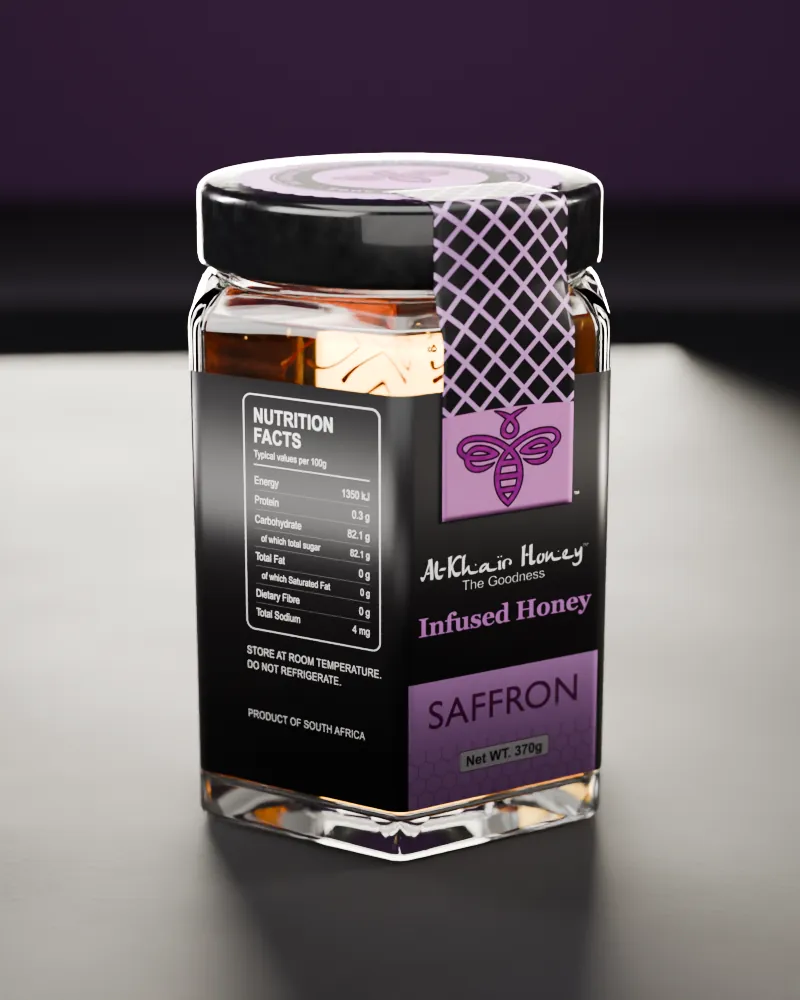 NUTRITION
FACTS
Typical values per 100g
Energy 1350 kJ
Protein 0.3 g
Carbohydrate 82.1 g
of which total sugar 82.1 g
Total Fat 0 g
of which Saturated Fat 0 g
Dietary Fibre 0 g
Total Sodium 4 mg
STORE AT ROOM TEMPERATURE.
DO NOT REFRIGERATE.
PRODUCT OF SOUTH AFRICA
™
Al-Khair Honey™
The Goodness
Infused Honey
SAFFRON
Net WT. 370g